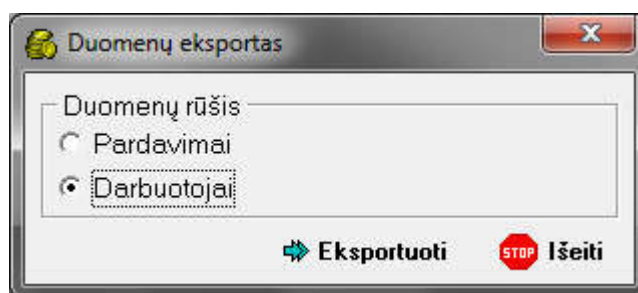 Duomenų eksportas
Duomenų rūšis
Pardavimai
Darbuotojai
Eksportuoti STOP Išeiti